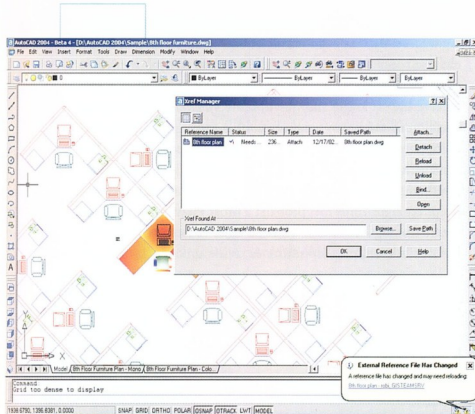 AutoCAD 2004 - Beta 4 - [D:\AutoCAD 2004\Sample\8th floor furniture.dwg]
File Edit View Insert Format Tools Draw Dimension Modify Window Help
0 ByLayer ByLayer ByLayer ByLayer
Xref Manager
Reference Name Status Size Type Date Saved Path
8th floor plan Needs... 236... Attach 12/17/02... 8th floor plan.dwg
Attach...
Detach
Reload
Unload
Bind...
Open
Xref Found At
D:\AutoCAD 2004\Sample\8th floor plan.dwg
Browse... Save Path
OK Cancel Help
Y
X
Model 8th Floor Furniture Plan - Mono 8th Floor Furniture Plan - Colo...
Command
Grid too dense to display
External Reference File Has Changed
A reference file has changed and may need reloading.
8th floor plan -
SNAP GRID ORTHO POLAR OSNAP OTRACK LWT MODEL